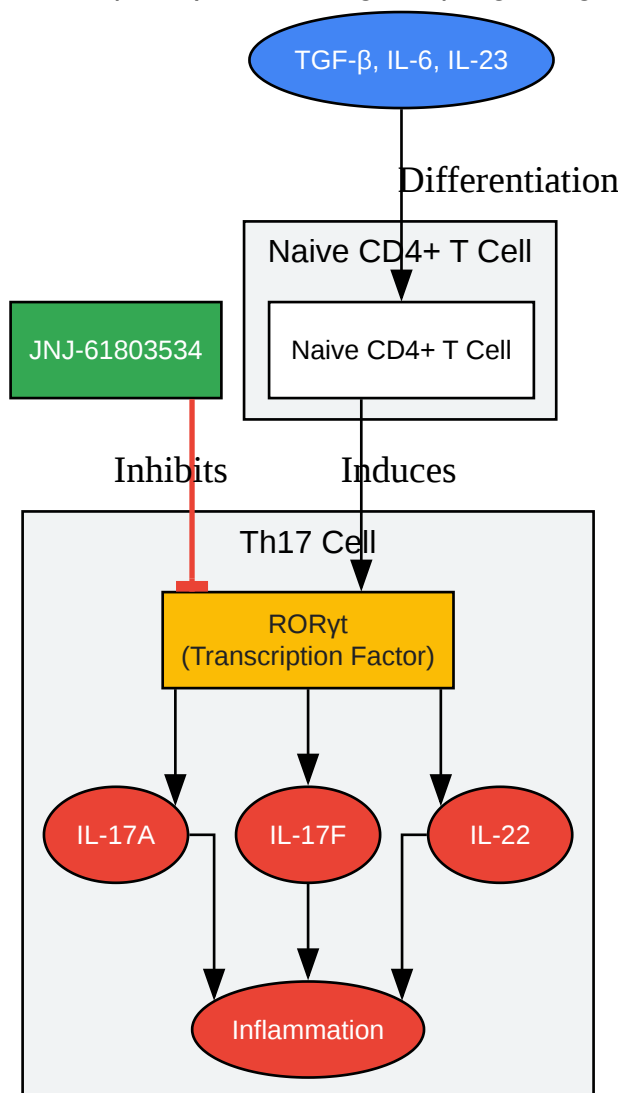 TGF-β, IL-6, IL-23
Differentiation
Naive CD4+ T Cell
JNJ-61803534
Naive CD4+ T Cell
Inhibits
Induces
Th17 Cell
RORγt
(Transcription Factor)
IL-17A
IL-17F
IL-22
Inflammation